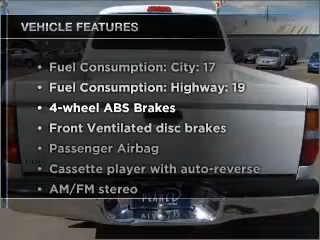 VEHICLE FEATURES
• Fuel Consumption: City: 17
• Fuel Consumption: Highway: 19
• 4-wheel ABS Brakes
• Front Ventilated disc brakes
• Passenger Airbag
• Cassette player with auto-reverse
• AM/FM stereo
PLANET